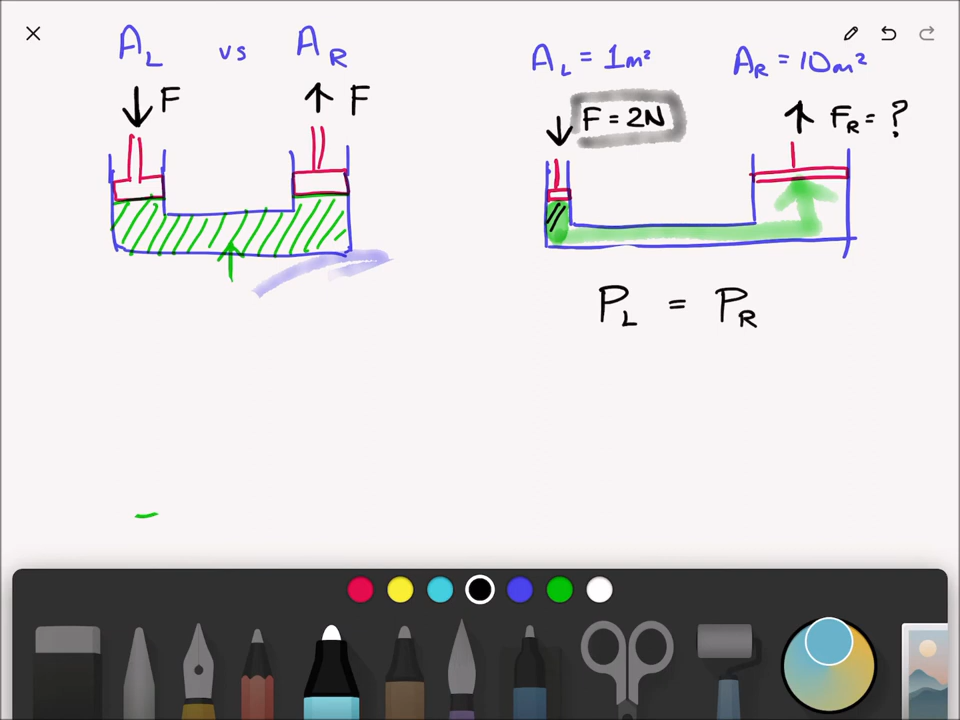 A_L vs A_R
F F
A_L = 1m² A_R = 10m²
F = 2N F_R = ?
P_L = P_R